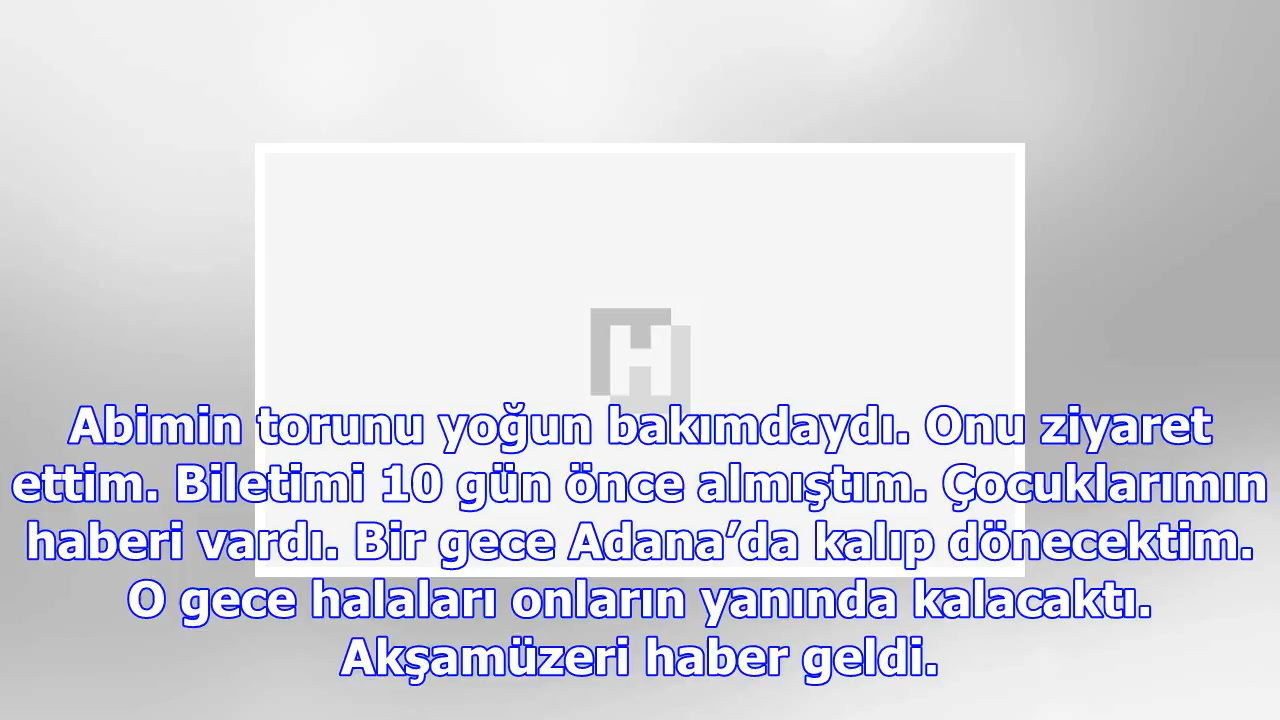 H
Abimin torunu yoğun bakımdaydı. Onu ziyaret
ettim. Biletimi 10 gün önce almıştım. Çocuklarımın
haberi vardı. Bir gece Adana’da kalıp dönecektim.
O gece halaları onların yanında kalacaktı.
Akşamüzeri haber geldi.